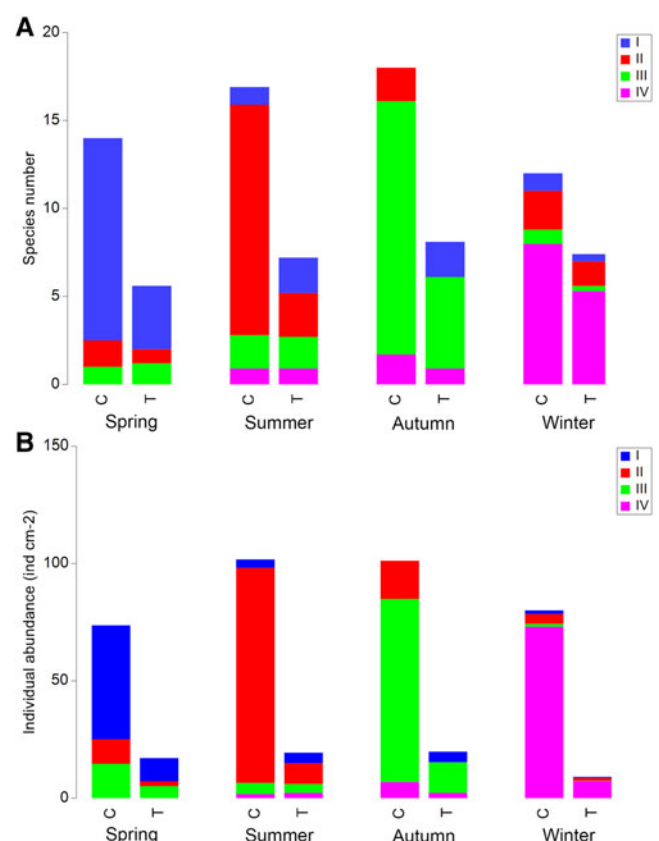 A
20
15
10
5
0
Species number
I
II
III
IV
C T C T C T C T
Spring Summer Autumn Winter
B
150
100
50
0
Individual abundance (ind cm-2)
I
II
III
IV
C T C T C T C T
Spring Summer Autumn Winter